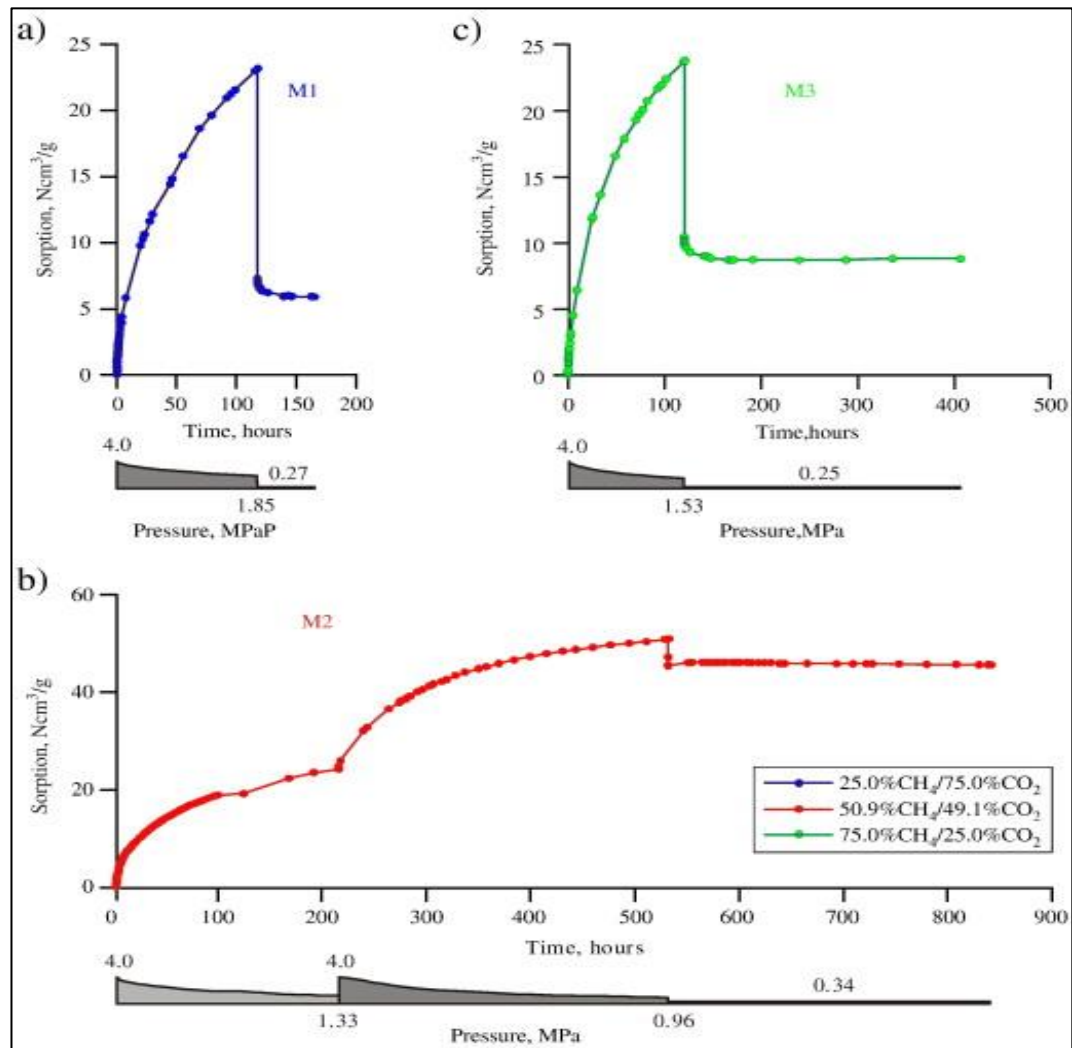 a)
25
20
15
10
5
0
Sorption, Ncm³/g
M1
0 50 100 150 200
Time, hours
4.0
0.27
1.85
Pressure, MPaP
c)
25
20
15
10
5
0
Sorption, Ncm³/g
M3
0 100 200 300 400 500
Time,hours
4.0
0.25
1.53
Pressure,MPa
b)
60
40
20
0
Sorption, Ncm³/g
M2
25.0%CH₄/75.0%CO₂
50.9%CH₄/49.1%CO₂
75.0%CH₄/25.0%CO₂
0 100 200 300 400 500 600 700 800 900
Time, hours
4.0 4.0
0.34
1.33 0.96
Pressure, MPa